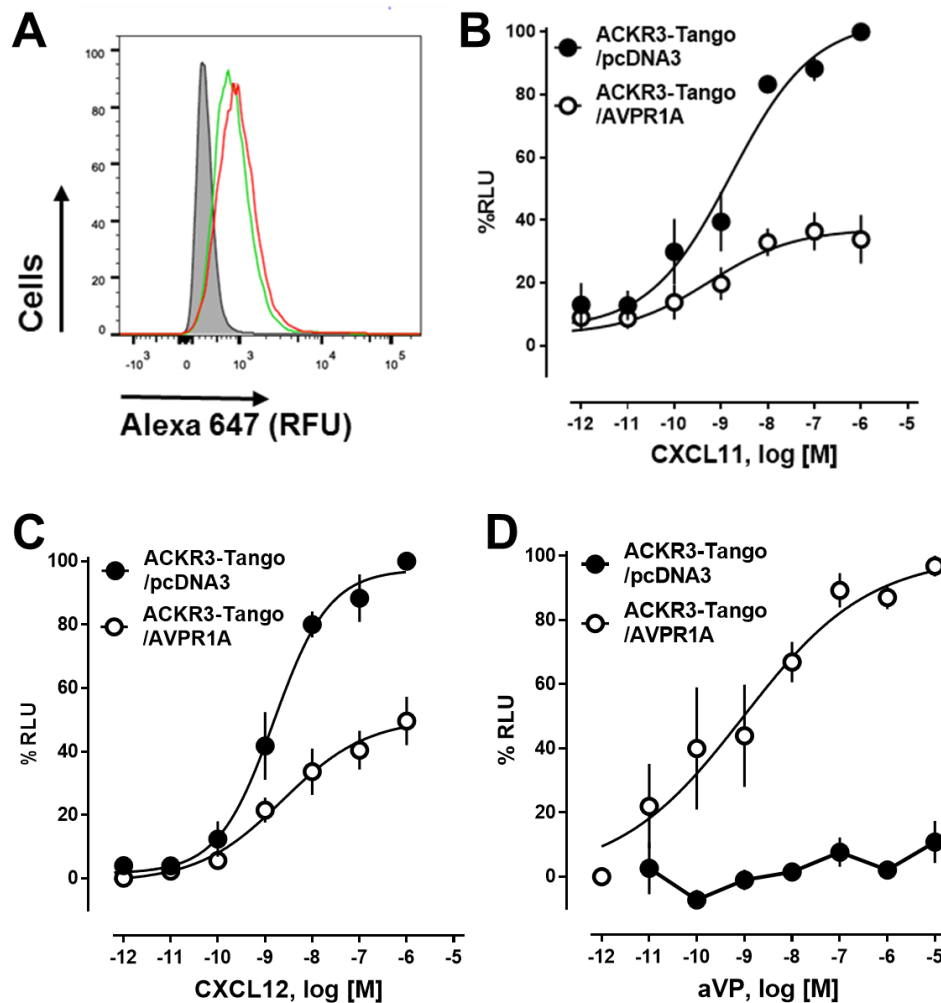 A
100
80
60
40
20
0
-10³
0
10³
10⁴
10⁵
Cells
Alexa 647 (RFU)
B
ACKR3-Tango
/pcDNA3
ACKR3-Tango
/AVPR1A
100
80
60
40
20
0
%RLU
-12 -11 -10 -9 -8 -7 -6 -5
CXCL11, log [M]
C
ACKR3-Tango
/pcDNA3
ACKR3-Tango
/AVPR1A
100
80
60
40
20
0
% RLU
-12 -11 -10 -9 -8 -7 -6 -5
CXCL12, log [M]
D
ACKR3-Tango
/pcDNA3
ACKR3-Tango
/AVPR1A
100
80
60
40
20
0
% RLU
-12 -11 -10 -9 -8 -7 -6 -5
aVP, log [M]